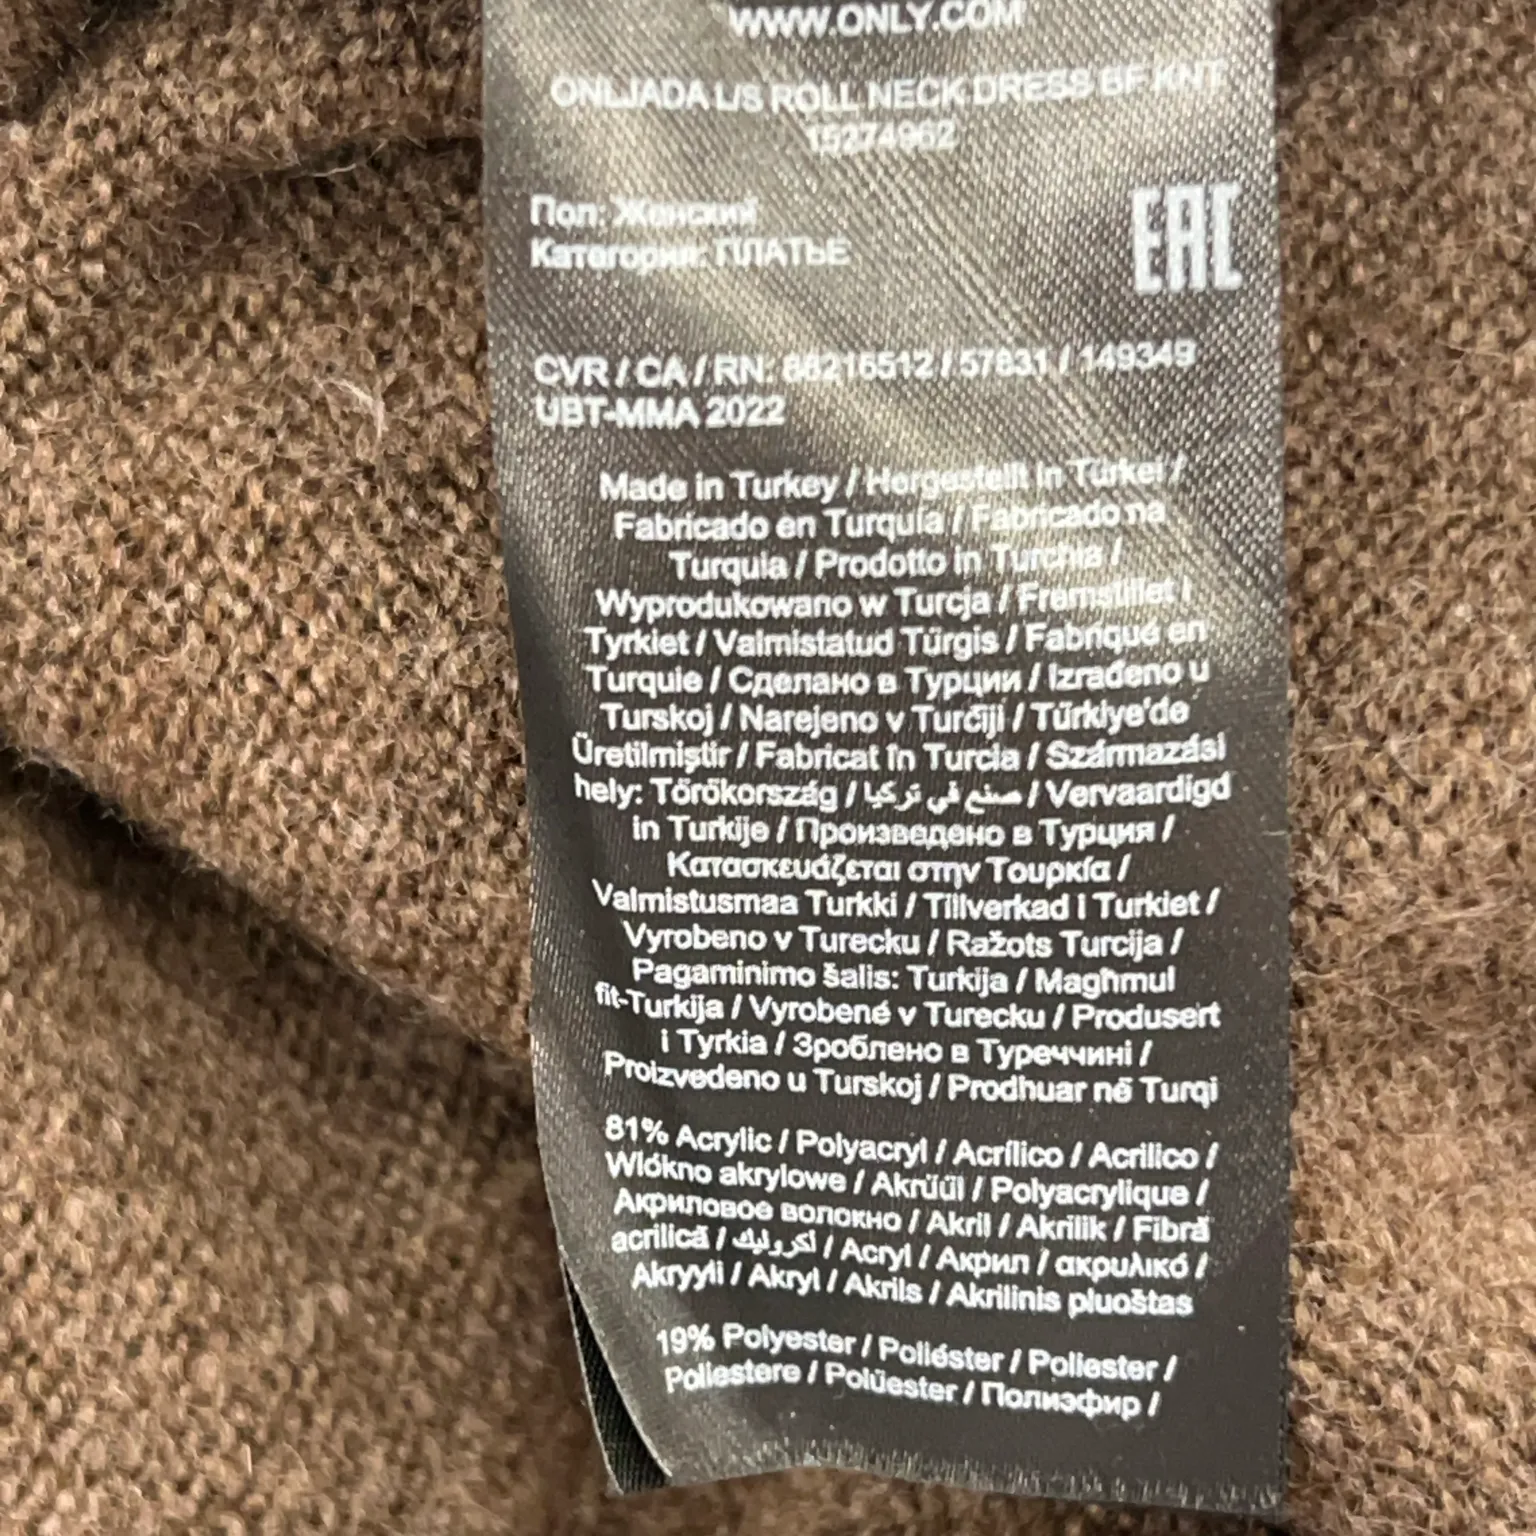 WWW.ONLY.COM
ONLJADA L/S ROLL NECK DRESS BF KNT
15274962
Пол: Женский
Категории: ПЛАТЬЕ
EAC
CVR / CA / RN: 88216512 / 57831 / 149349
UBT-MMA 2022
Made in Turkey / Hergestellt in Türkei /
Fabricado en Turquía / Fabricado na
Turquia / Prodotto in Turchia /
Wyprodukowano w Turcja / Fremstillet i
Tyrkiet / Valmistatud Türgis / Fabriqué en
Turquie / Сделано в Турции / Izrađeno u
Turskoj / Narejeno v Turčiji / Türkiye'de
Üretilmiştir / Fabricat în Turcia / Származási
hely: Törökország / صنع في تركيا / Vervaardigd
in Turkije / Произведено в Турция /
Κατασκευάζεται στην Τουρκία /
Valmistusmaa Turkki / Tillverkad i Turkiet /
Vyrobeno v Turecku / Ražots Turcija /
Pagaminimo šalis: Turkija / Magħmul
fit-Turkija / Vyrobené v Turecku / Produsert
i Tyrkia / Зроблено в Туреччині /
Proizvedeno u Turskoj / Prodhuar në Turqi
81% Acrylic / Polyacryl / Acrílico / Acrilico /
Wlókno akrylowe / Akrüül / Polyacrylique /
Акриловое волокно / Akril / Akrilik / Fibră
acrilică / اكروليك / Acryl / Акрил / ακρυλικό /
Akryyli / Akryl / Akrils / Akrilinis pluoštas
19% Polyester / Poliéster / Poliester /
Poliestere / Polüester / Полиэфир /